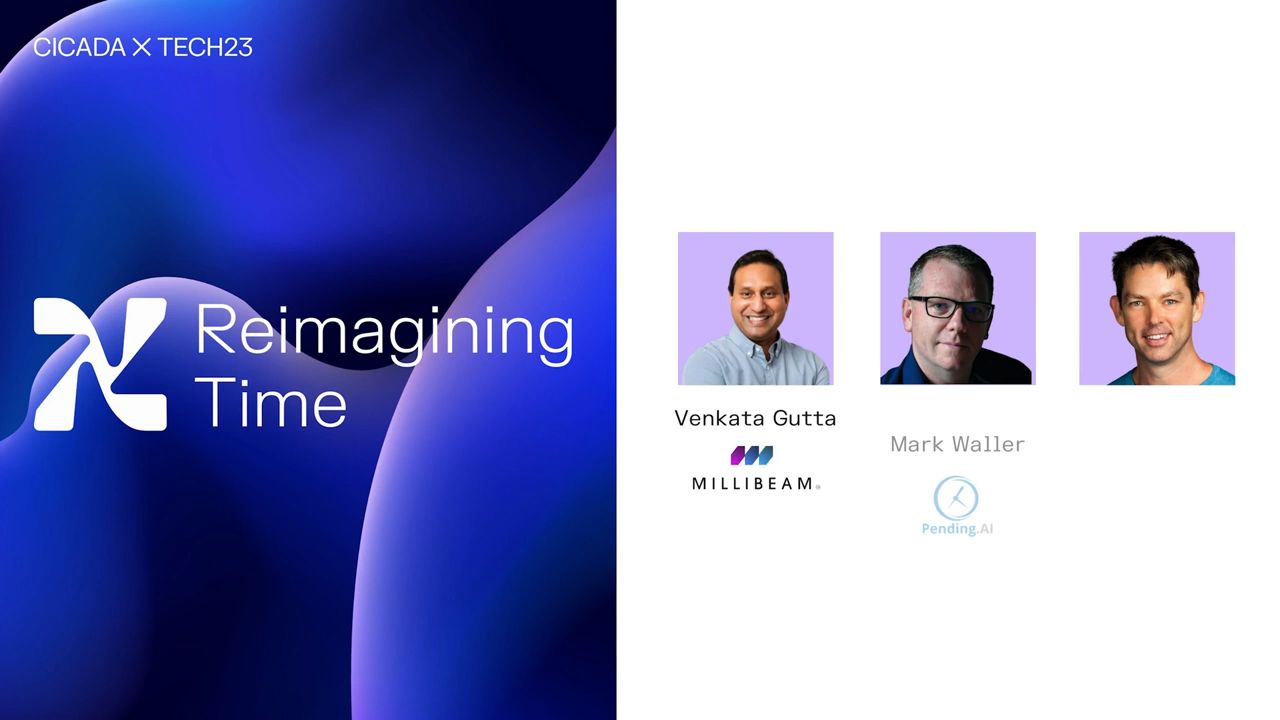 CICADA X TECH23
Reimagining
Time
Venkata Gutta
MILLIBEAM
Mark Waller
Pending.AI